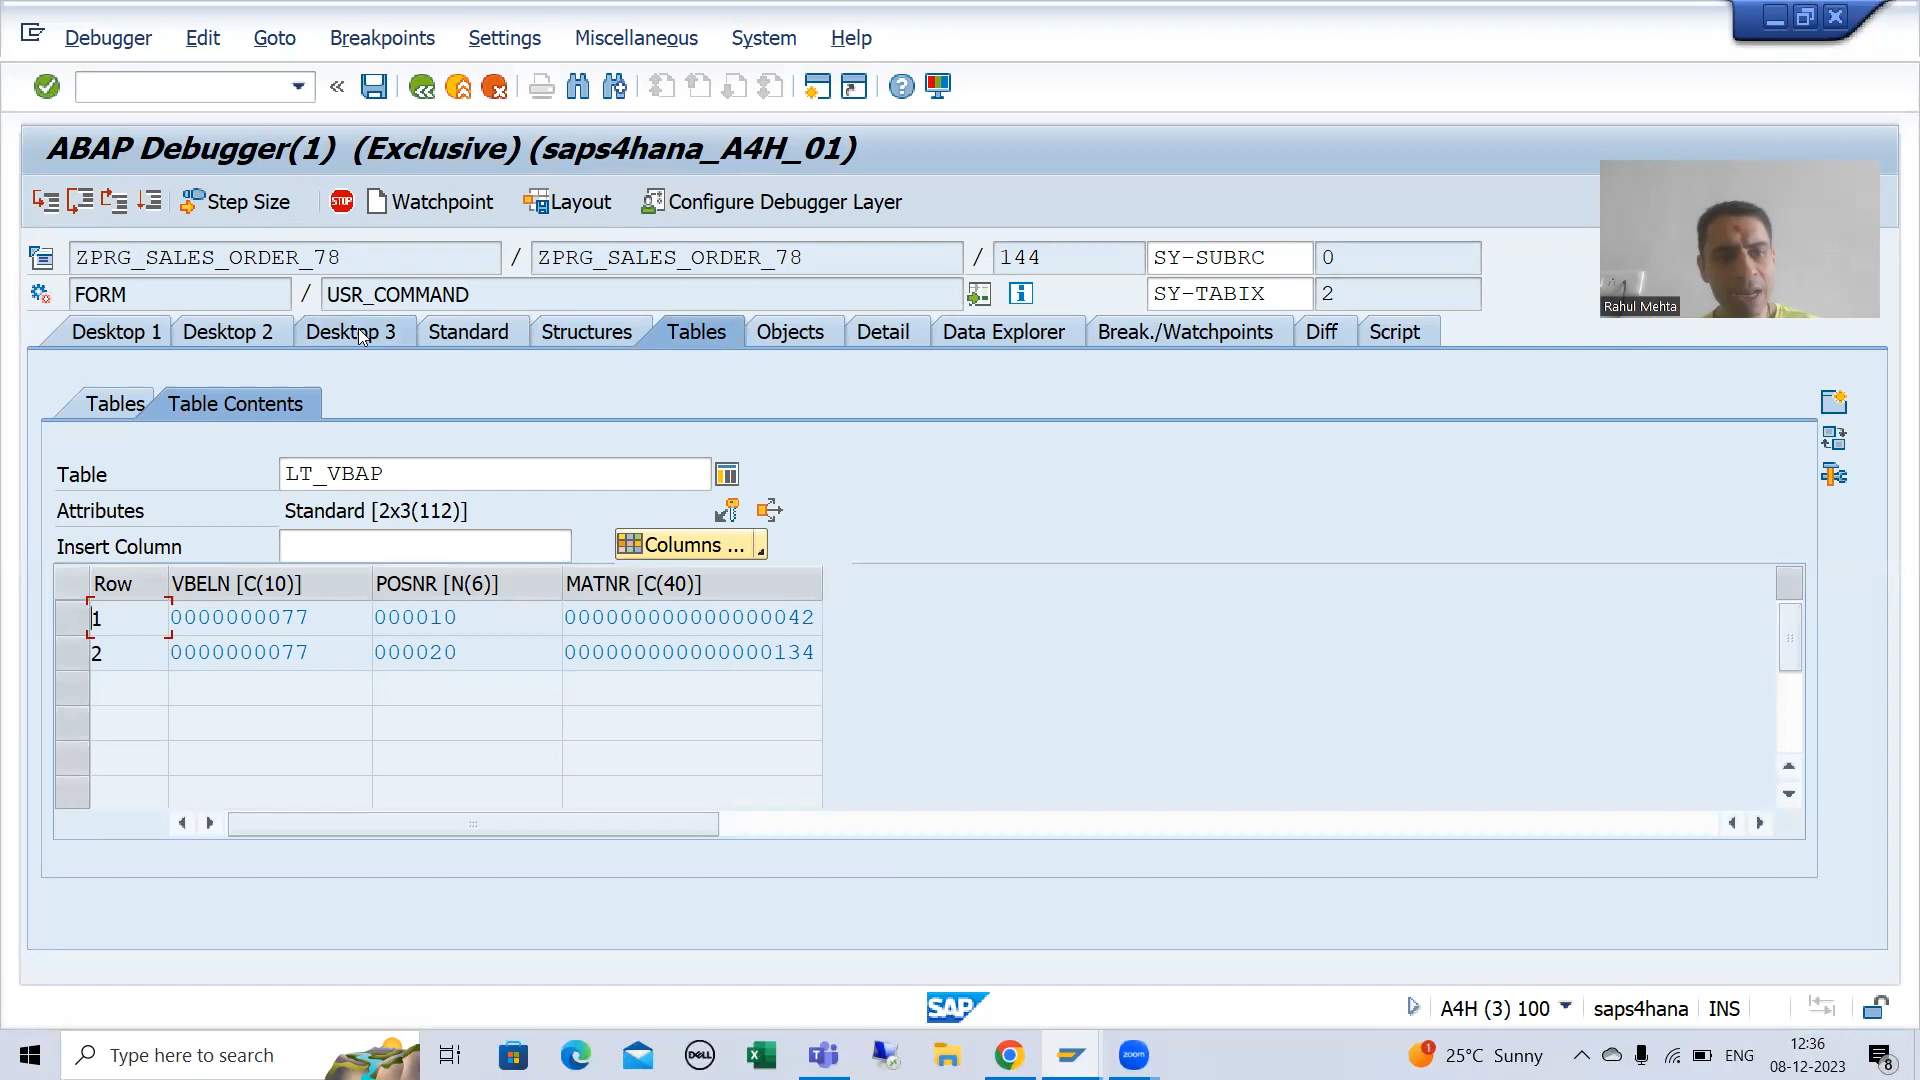 Debugger Edit Goto Breakpoints Settings Miscellaneous System Help
ABAP Debugger(1) (Exclusive) (saps4hana_A4H_01)
Step Size STOP Watchpoint Layout Configure Debugger Layer
ZPRG_SALES_ORDER_78 / ZPRG_SALES_ORDER_78 / 144 SY-SUBRC 0
FORM / USR_COMMAND SY-TABIX 2
Rahul Mehta
Desktop 1 Desktop 2 Desktop 3 Standard Structures Tables Objects Detail Data Explorer Break./Watchpoints Diff Script
Tables Table Contents
Table LT_VBAP
Attributes Standard [2x3(112)]
Insert Column Columns ...
Row VBELN [C(10)] POSNR [N(6)] MATNR [C(40)]
1 0000000077 000010 000000000000000042
2 0000000077 000020 000000000000000134
SAP A4H (3) 100 saps4hana INS
Type here to search DELL zoom 1 25°C Sunny ENG 12:36
08-12-2023 8